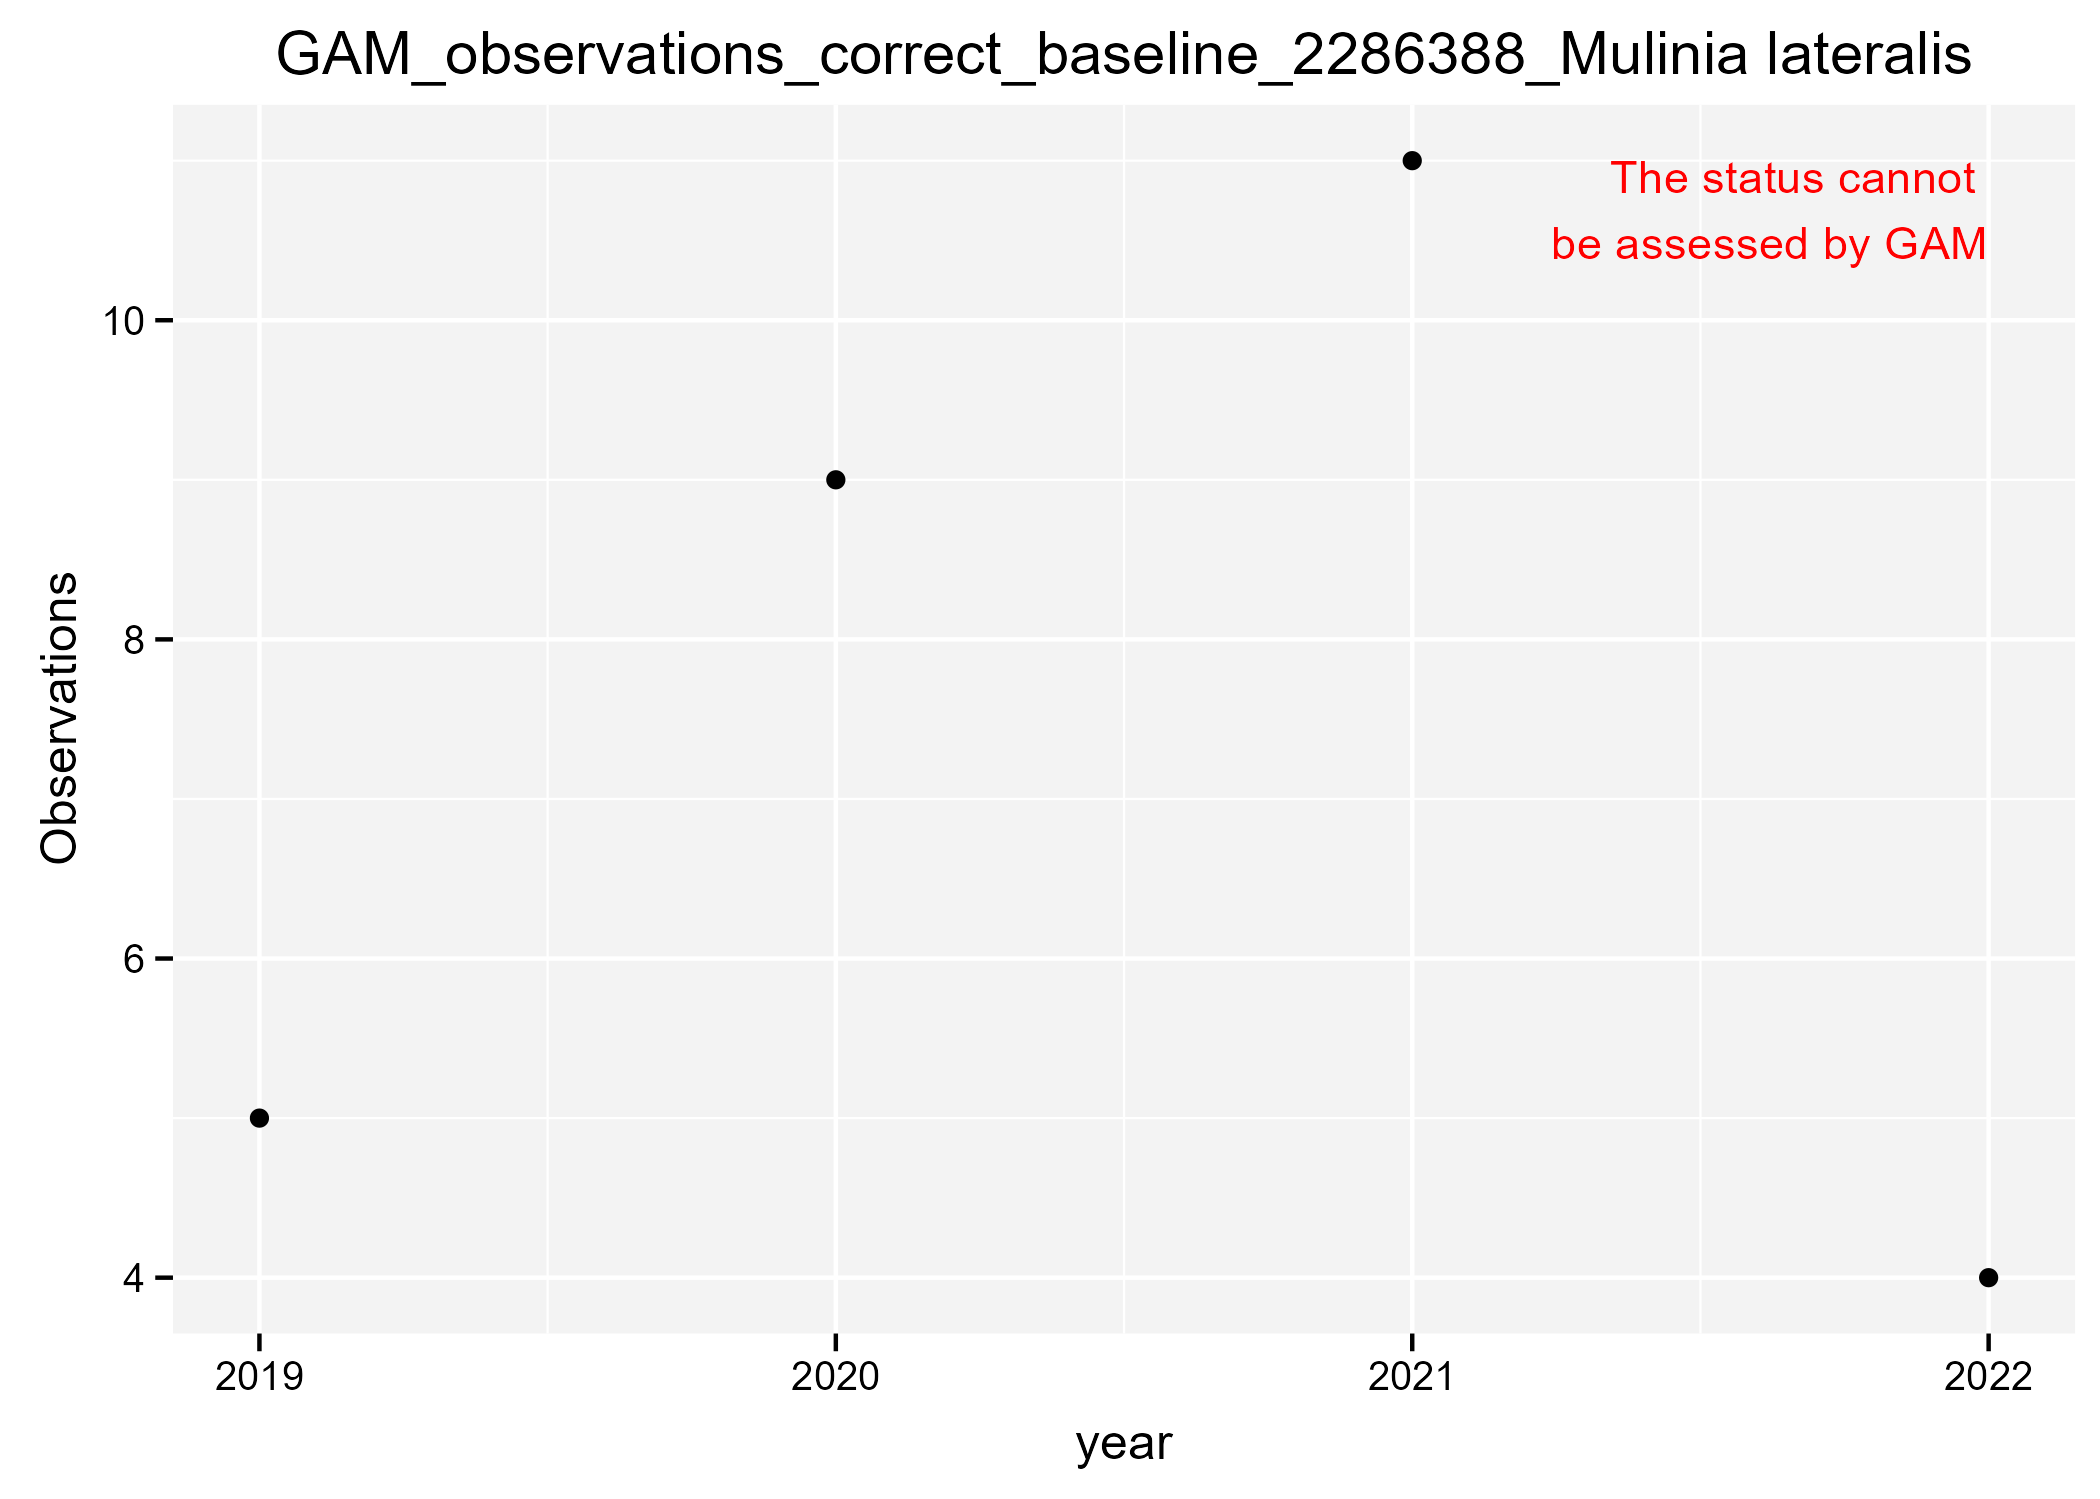 GAM_observations_correct_baseline_2286388_Mulinia lateralis
The status cannot
be assessed by GAM
10
8
6
4
Observations
2019 2020 2021 2022
year